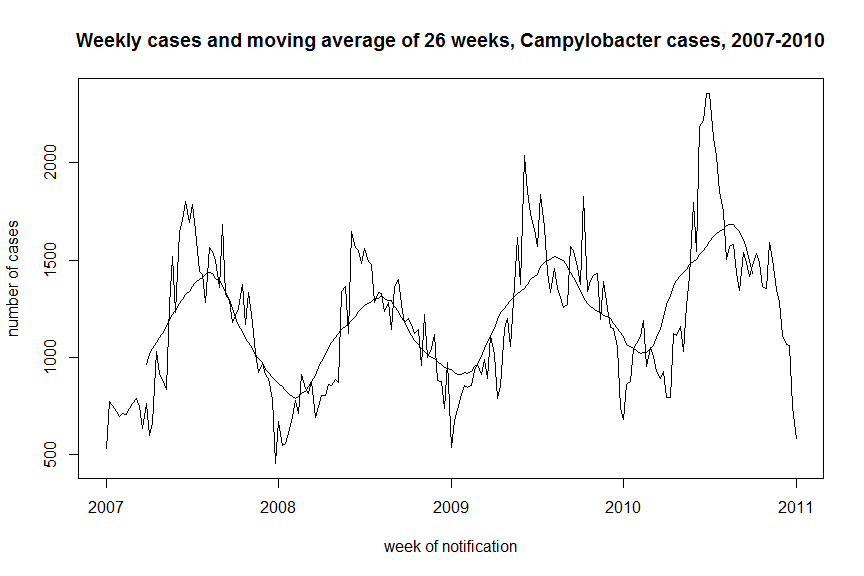 Weekly cases and moving average of 26 weeks, Campylobacter cases, 2007-2010
number of cases
2000
1500
1000
500
2007 2008 2009 2010 2011
week of notification